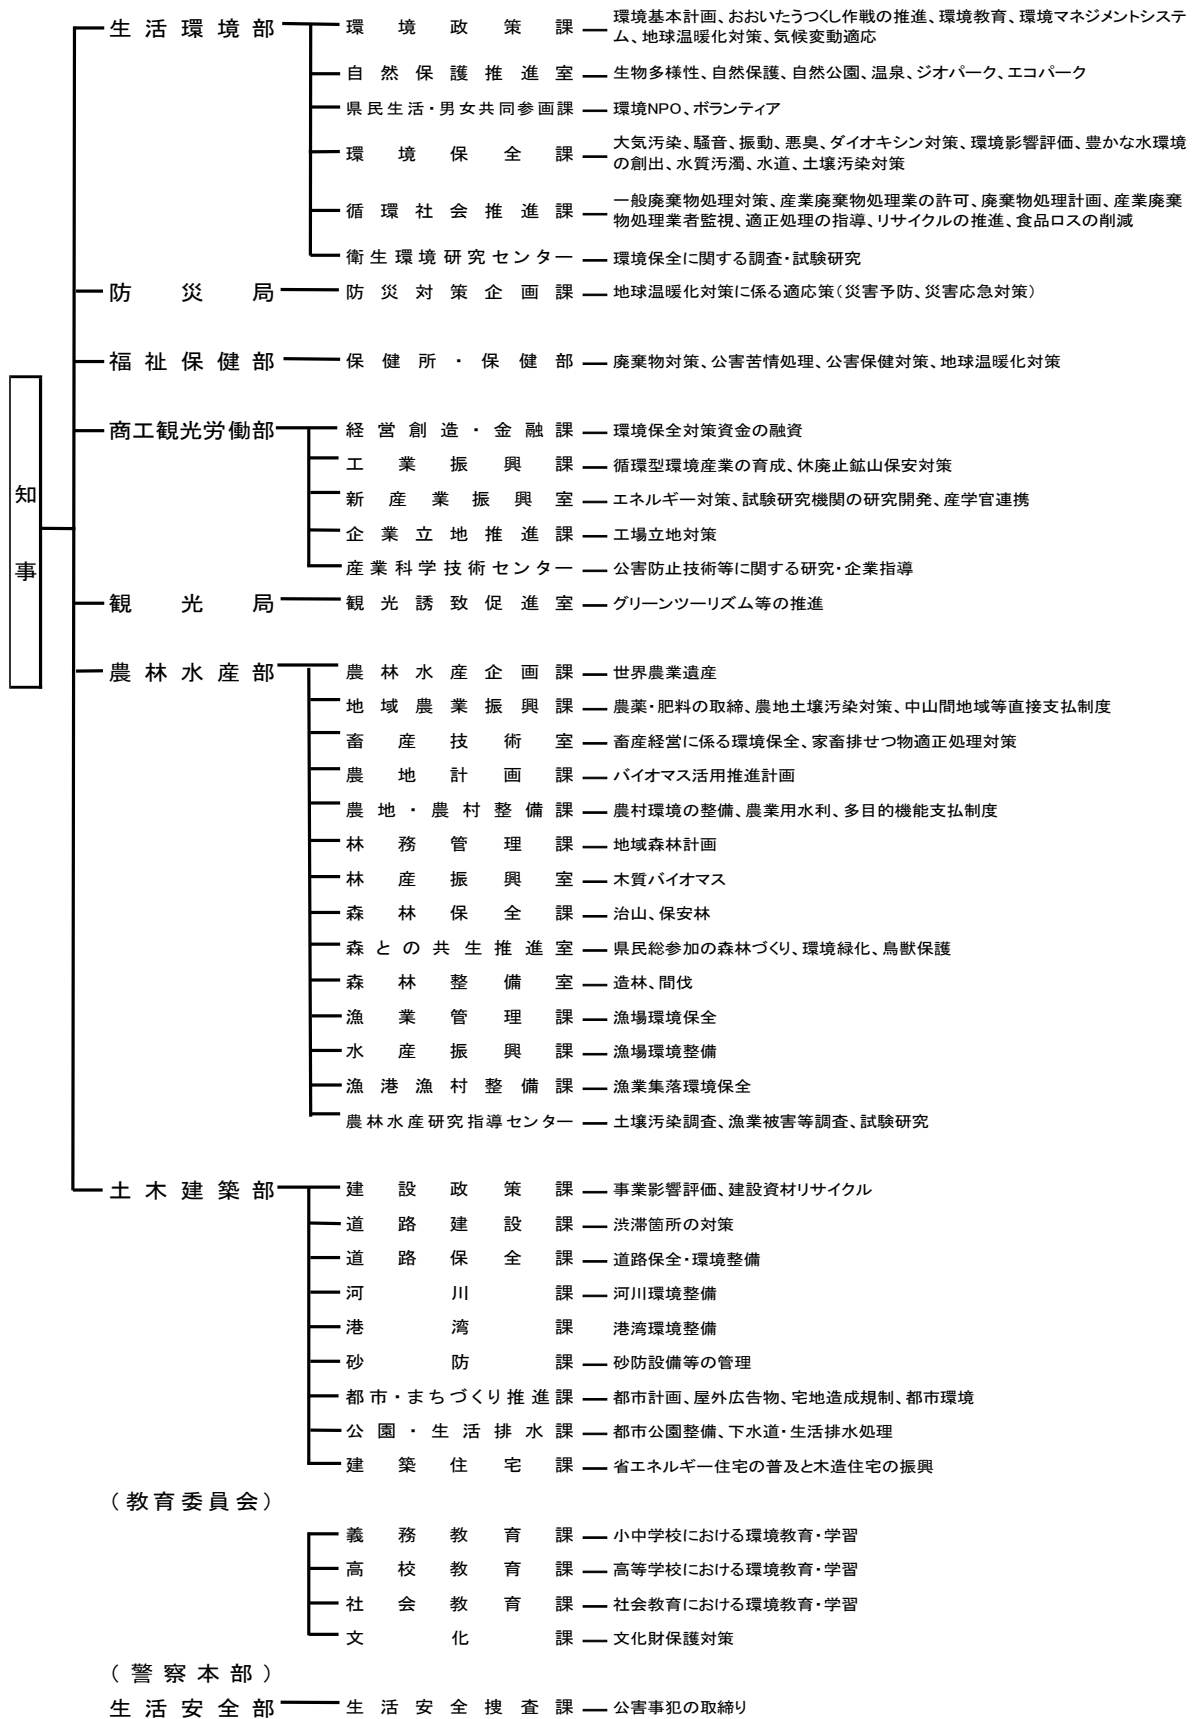 知事
生活環境部 環境政策課 環境基本計画、おおいたうつくし作戦の推進、環境教育、環境マネジメントシステ
ム、地球温暖化対策、気候変動適応
自然保護推進室 生物多様性、自然保護、自然公園、温泉、ジオパーク、エコパーク
県民生活・男女共同参画課 環境NPO、ボランティア
環境保全課 大気汚染、騒音、振動、悪臭、ダイオキシン対策、環境影響評価、豊かな水環境
の創出、水質汚濁、水道、土壌汚染対策
循環社会推進課 一般廃棄物処理対策、産業廃棄物処理業の許可、廃棄物処理計画、産業廃棄
物処理業者監視、適正処理の指導、リサイクルの推進、食品ロスの削減
衛生環境研究センター 環境保全に関する調査・試験研究
防災局 防災対策企画課 地球温暖化対策に係る適応策(災害予防、災害応急対策)
福祉保健部 保健所・保健部 廃棄物対策、公害苦情処理、公害保健対策、地球温暖化対策
商工観光労働部 経営創造・金融課 環境保全対策資金の融資
工業振興課 循環型環境産業の育成、休廃止鉱山保安対策
新産業振興室 エネルギー対策、試験研究機関の研究開発、産学官連携
企業立地推進課 工場立地対策
産業科学技術センター 公害防止技術等に関する研究・企業指導
観光局 観光誘致促進室 グリーンツーリズム等の推進
農林水産部 農林水産企画課 世界農業遺産
地域農業振興課 農薬・肥料の取締、農地土壌汚染対策、中山間地域等直接支払制度
畜産技術室 畜産経営に係る環境保全、家畜排せつ物適正処理対策
農地計画課 バイオマス活用推進計画
農地・農村整備課 農村環境の整備、農業用水利、多目的機能支払制度
林務管理課 地域森林計画
林産振興室 木質バイオマス
森林保全課 治山、保安林
森との共生推進室 県民総参加の森林づくり、環境緑化、鳥獣保護
森林整備室 造林、間伐
漁業管理課 漁場環境保全
水産振興課 漁場環境整備
漁港漁村整備課 漁業集落環境保全
農林水産研究指導センター 土壌汚染調査、漁業被害等調査、試験研究
土木建築部 建設政策課 事業影響評価、建設資材リサイクル
道路建設課 渋滞箇所の対策
道路保全課 道路保全・環境整備
河川課 河川環境整備
港湾課 港湾環境整備
砂防課 砂防設備等の管理
都市・まちづくり推進課 都市計画、屋外広告物、宅地造成規制、都市環境
公園・生活排水課 都市公園整備、下水道・生活排水処理
建築住宅課 省エネルギー住宅の普及と木造住宅の振興
(教育委員会)
義務教育課 小中学校における環境教育・学習
高校教育課 高等学校における環境教育・学習
社会教育課 社会教育における環境教育・学習
文化課 文化財保護対策
(警察本部)
生活安全部 生活安全捜査課 公害事犯の取締り